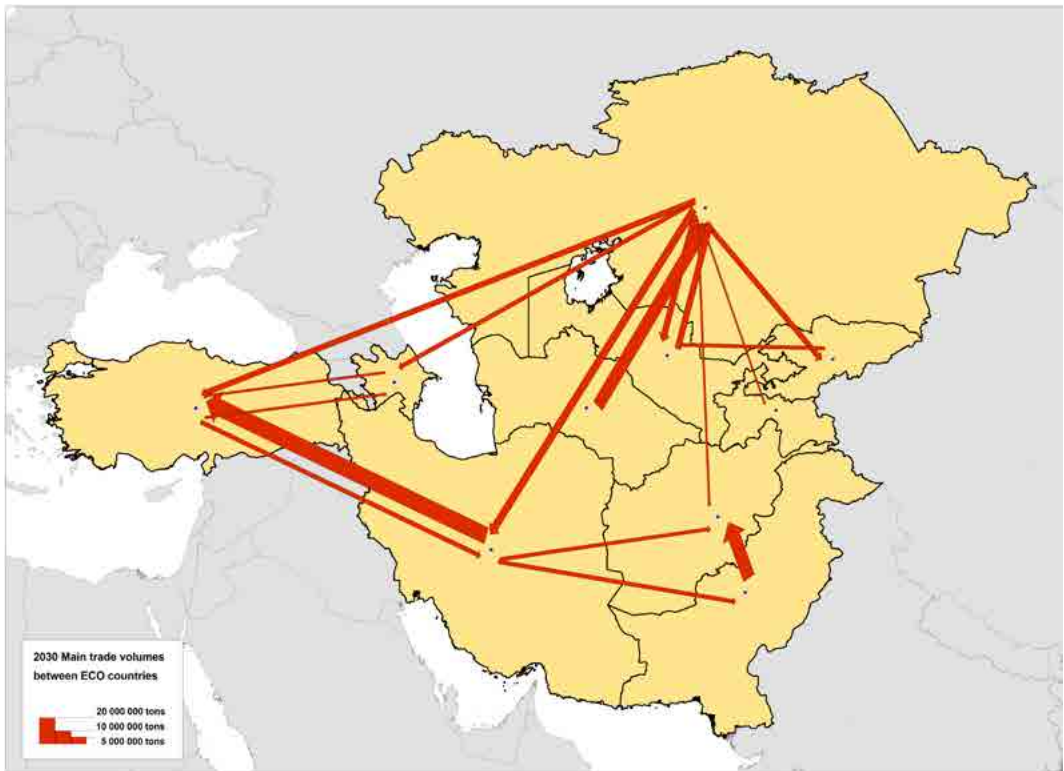 2030 Main trade volumes
between ECO countries
20 000 000 tons
10 000 000 tons
5 000 000 tons